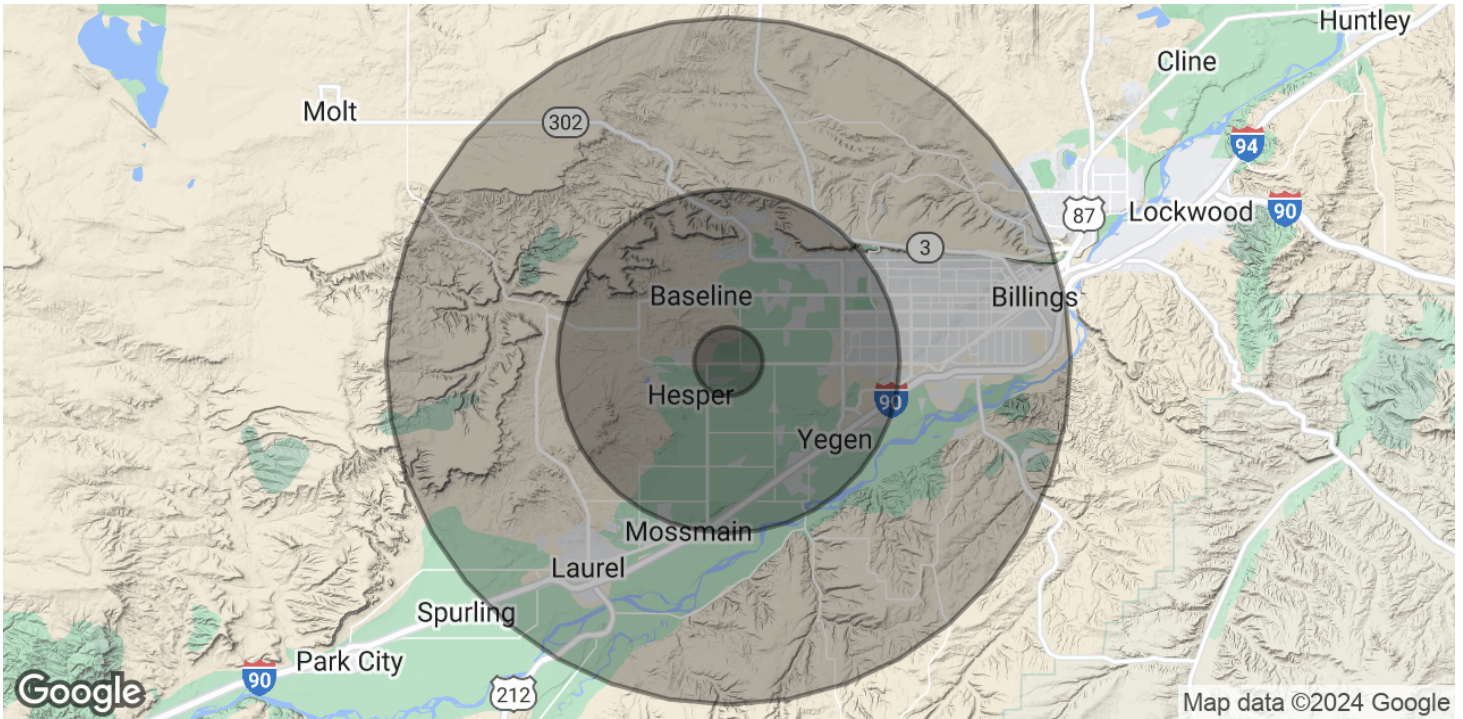 Huntley
Cline
Molt
302
94
87
Lockwood
90
3
Baseline
Billings
Hesper
90
Yegen
Mossmain
Laurel
Spurling
Park City
90
212
Google
Map data ©2024 Google